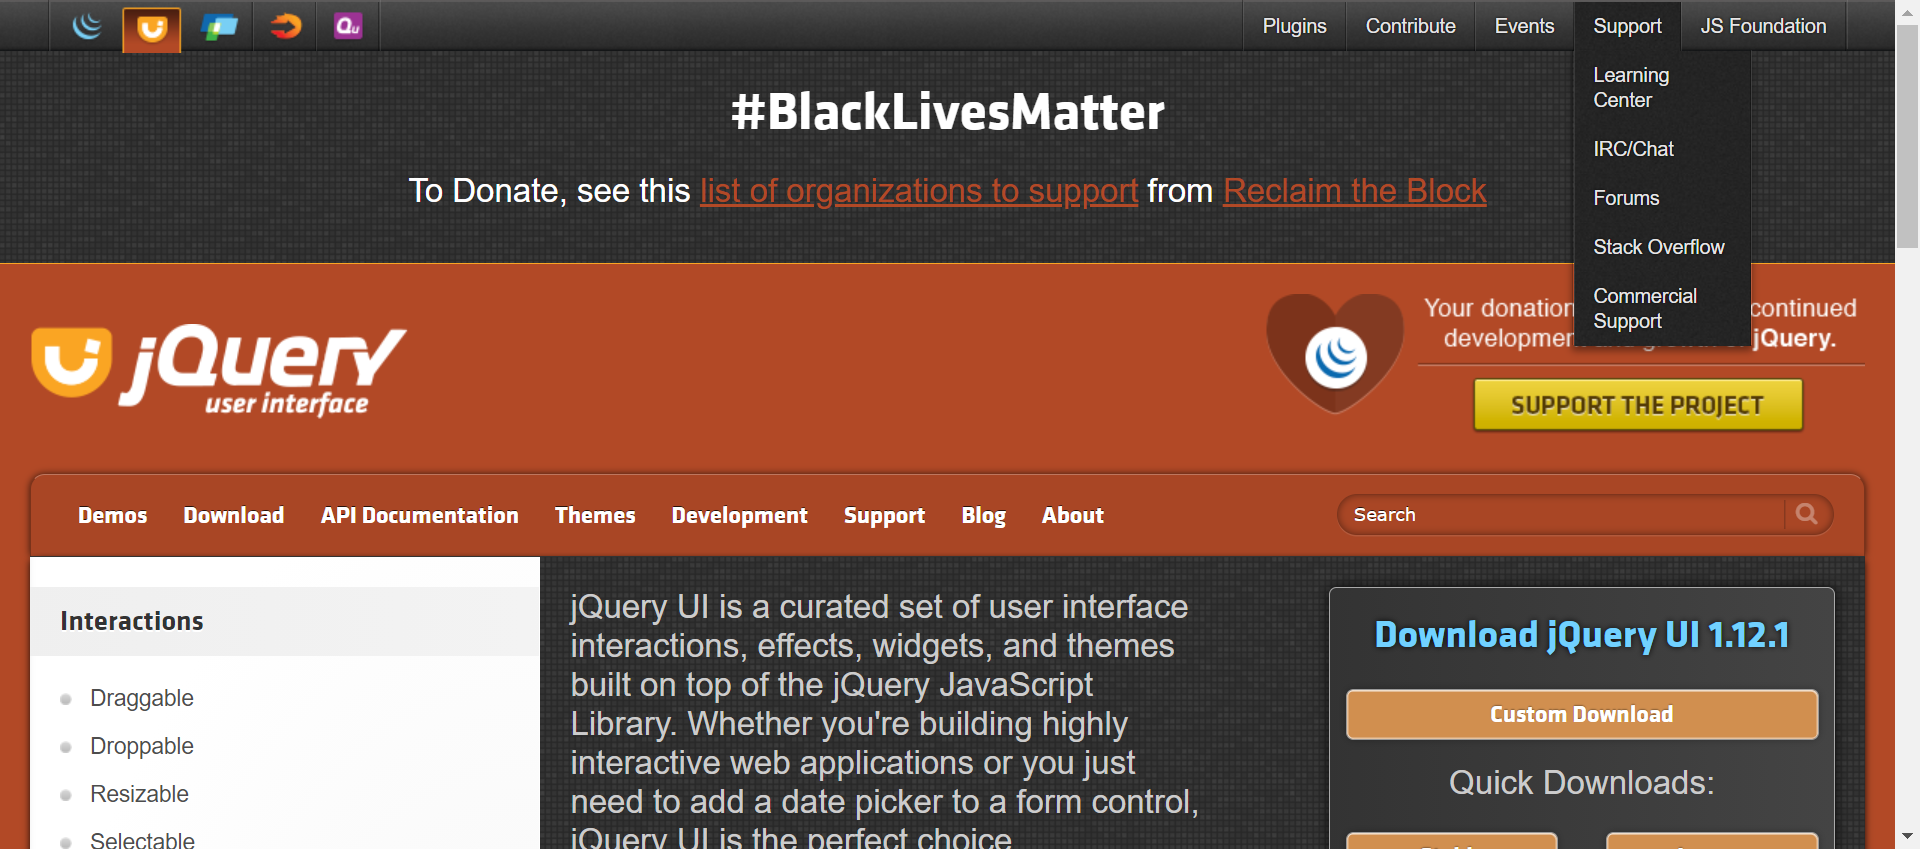 Qu
Plugins
Contribute
Events
Support
JS Foundation
Learning
Center
IRC/Chat
Forums
Stack Overflow
Commercial
Support
#BlackLivesMatter
To Donate, see this list of organizations to support from Reclaim the Block
jQuery
user interface
Your donation continued
jQuery.
SUPPORT THE PROJECT
Demos
Download
API Documentation
Themes
Development
Support
Blog
About
Search
Interactions
Draggable
Droppable
Resizable
Selectable
jQuery UI is a curated set of user interface
interactions, effects, widgets, and themes
built on top of the jQuery JavaScript
Library. Whether you're building highly
interactive web applications or you just
need to add a date picker to a form control,
jQuery UI is the perfect choice
Download jQuery UI 1.12.1
Custom Download
Quick Downloads: